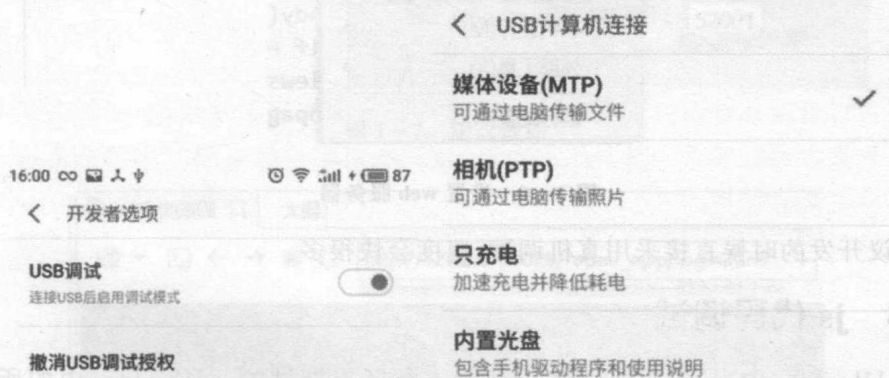 16:00 87
开发者选项
USB调试
连接USB后启用调试模式
撤消USB调试授权
USB计算机连接
媒体设备(MTP)
可通过电脑传输文件
相机(PTP)
可通过电脑传输照片
只充电
加速充电并降低耗电
内置光盘
包含手机驱动程序和使用说明